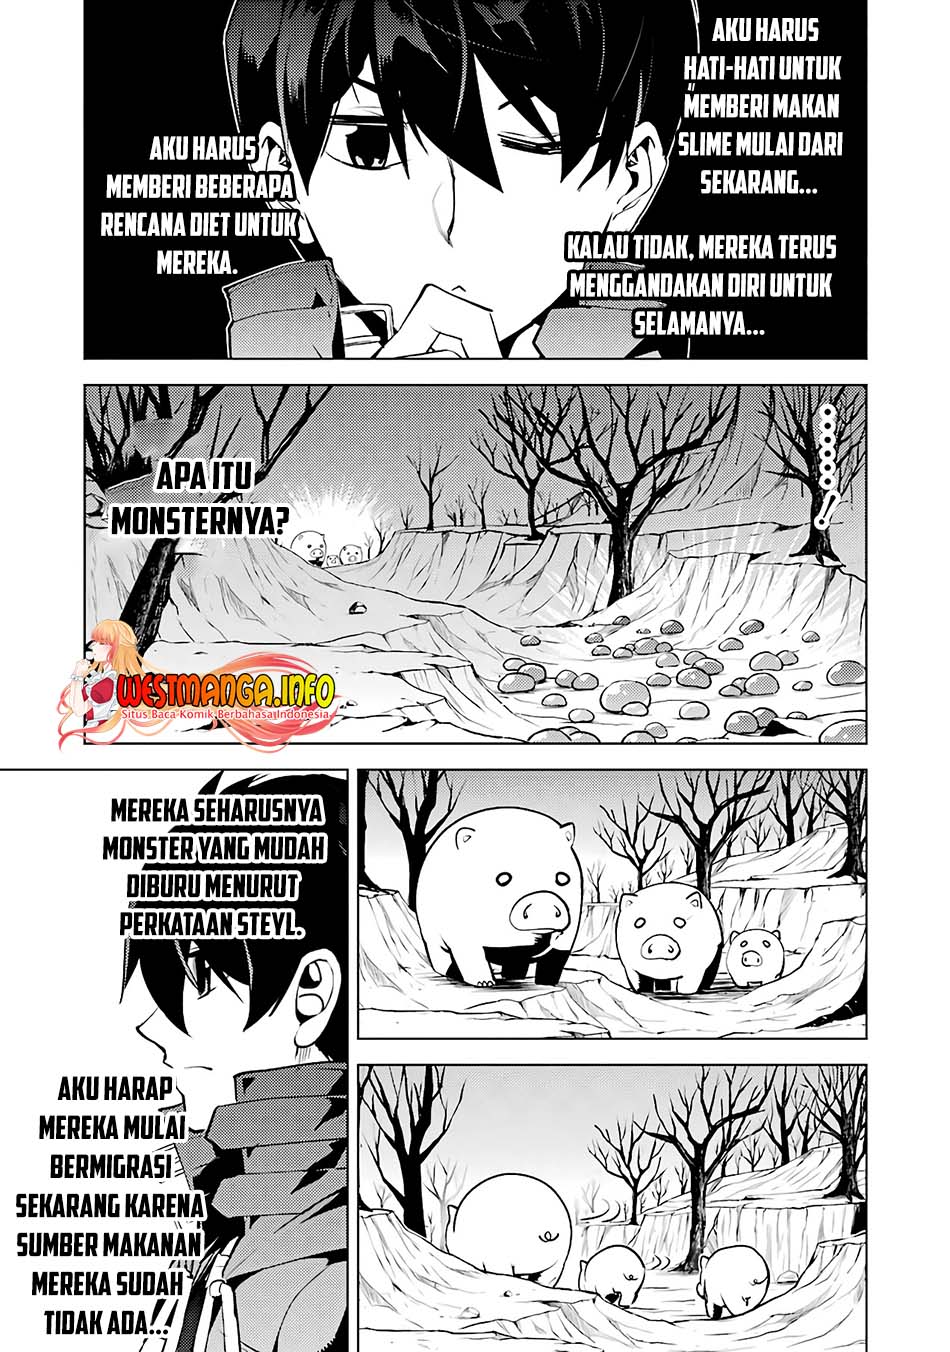 AKU HARUS
HATI-HATI UNTUK
MEMBERI MAKAN
SLIME MULAI DARI
SEKARANG...
KALAU TIDAK, MEREKA TERUS
MENGGANDAKAN DIRI UNTUK
SELAMANYA...
AKU HARUS
MEMBERI BEBERAPA
RENCANA DIET UNTUK
MEREKA.
APA ITU
MONSTERNYA?
WESTMANGA.INFO
Situs Baca Komik Berbahasa Indonesia
MEREKA SEHARUSNYA
MONSTER YANG MUDAH
DIBURU MENURUT
PERKATAAN STEYL.
AKU HARAP
MEREKA MULAI
BERMIGRASI
SEKARANG KARENA
SUMBER MAKANAN
MEREKA SUDAH
TIDAK ADA...